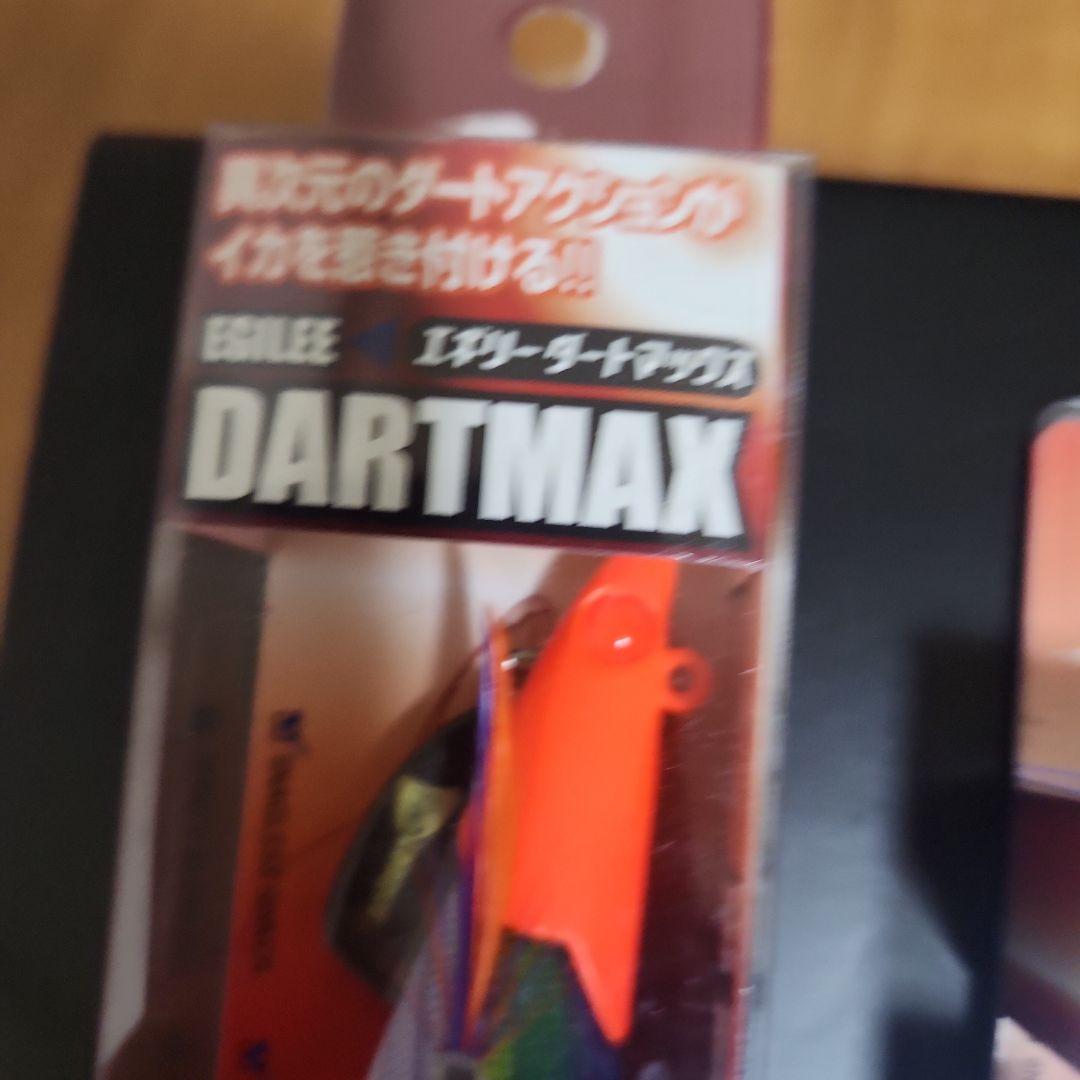 異次元のダートアクションが
イカを惹き付ける!!
EGILEE エギリーダートマックス
DARTMAX